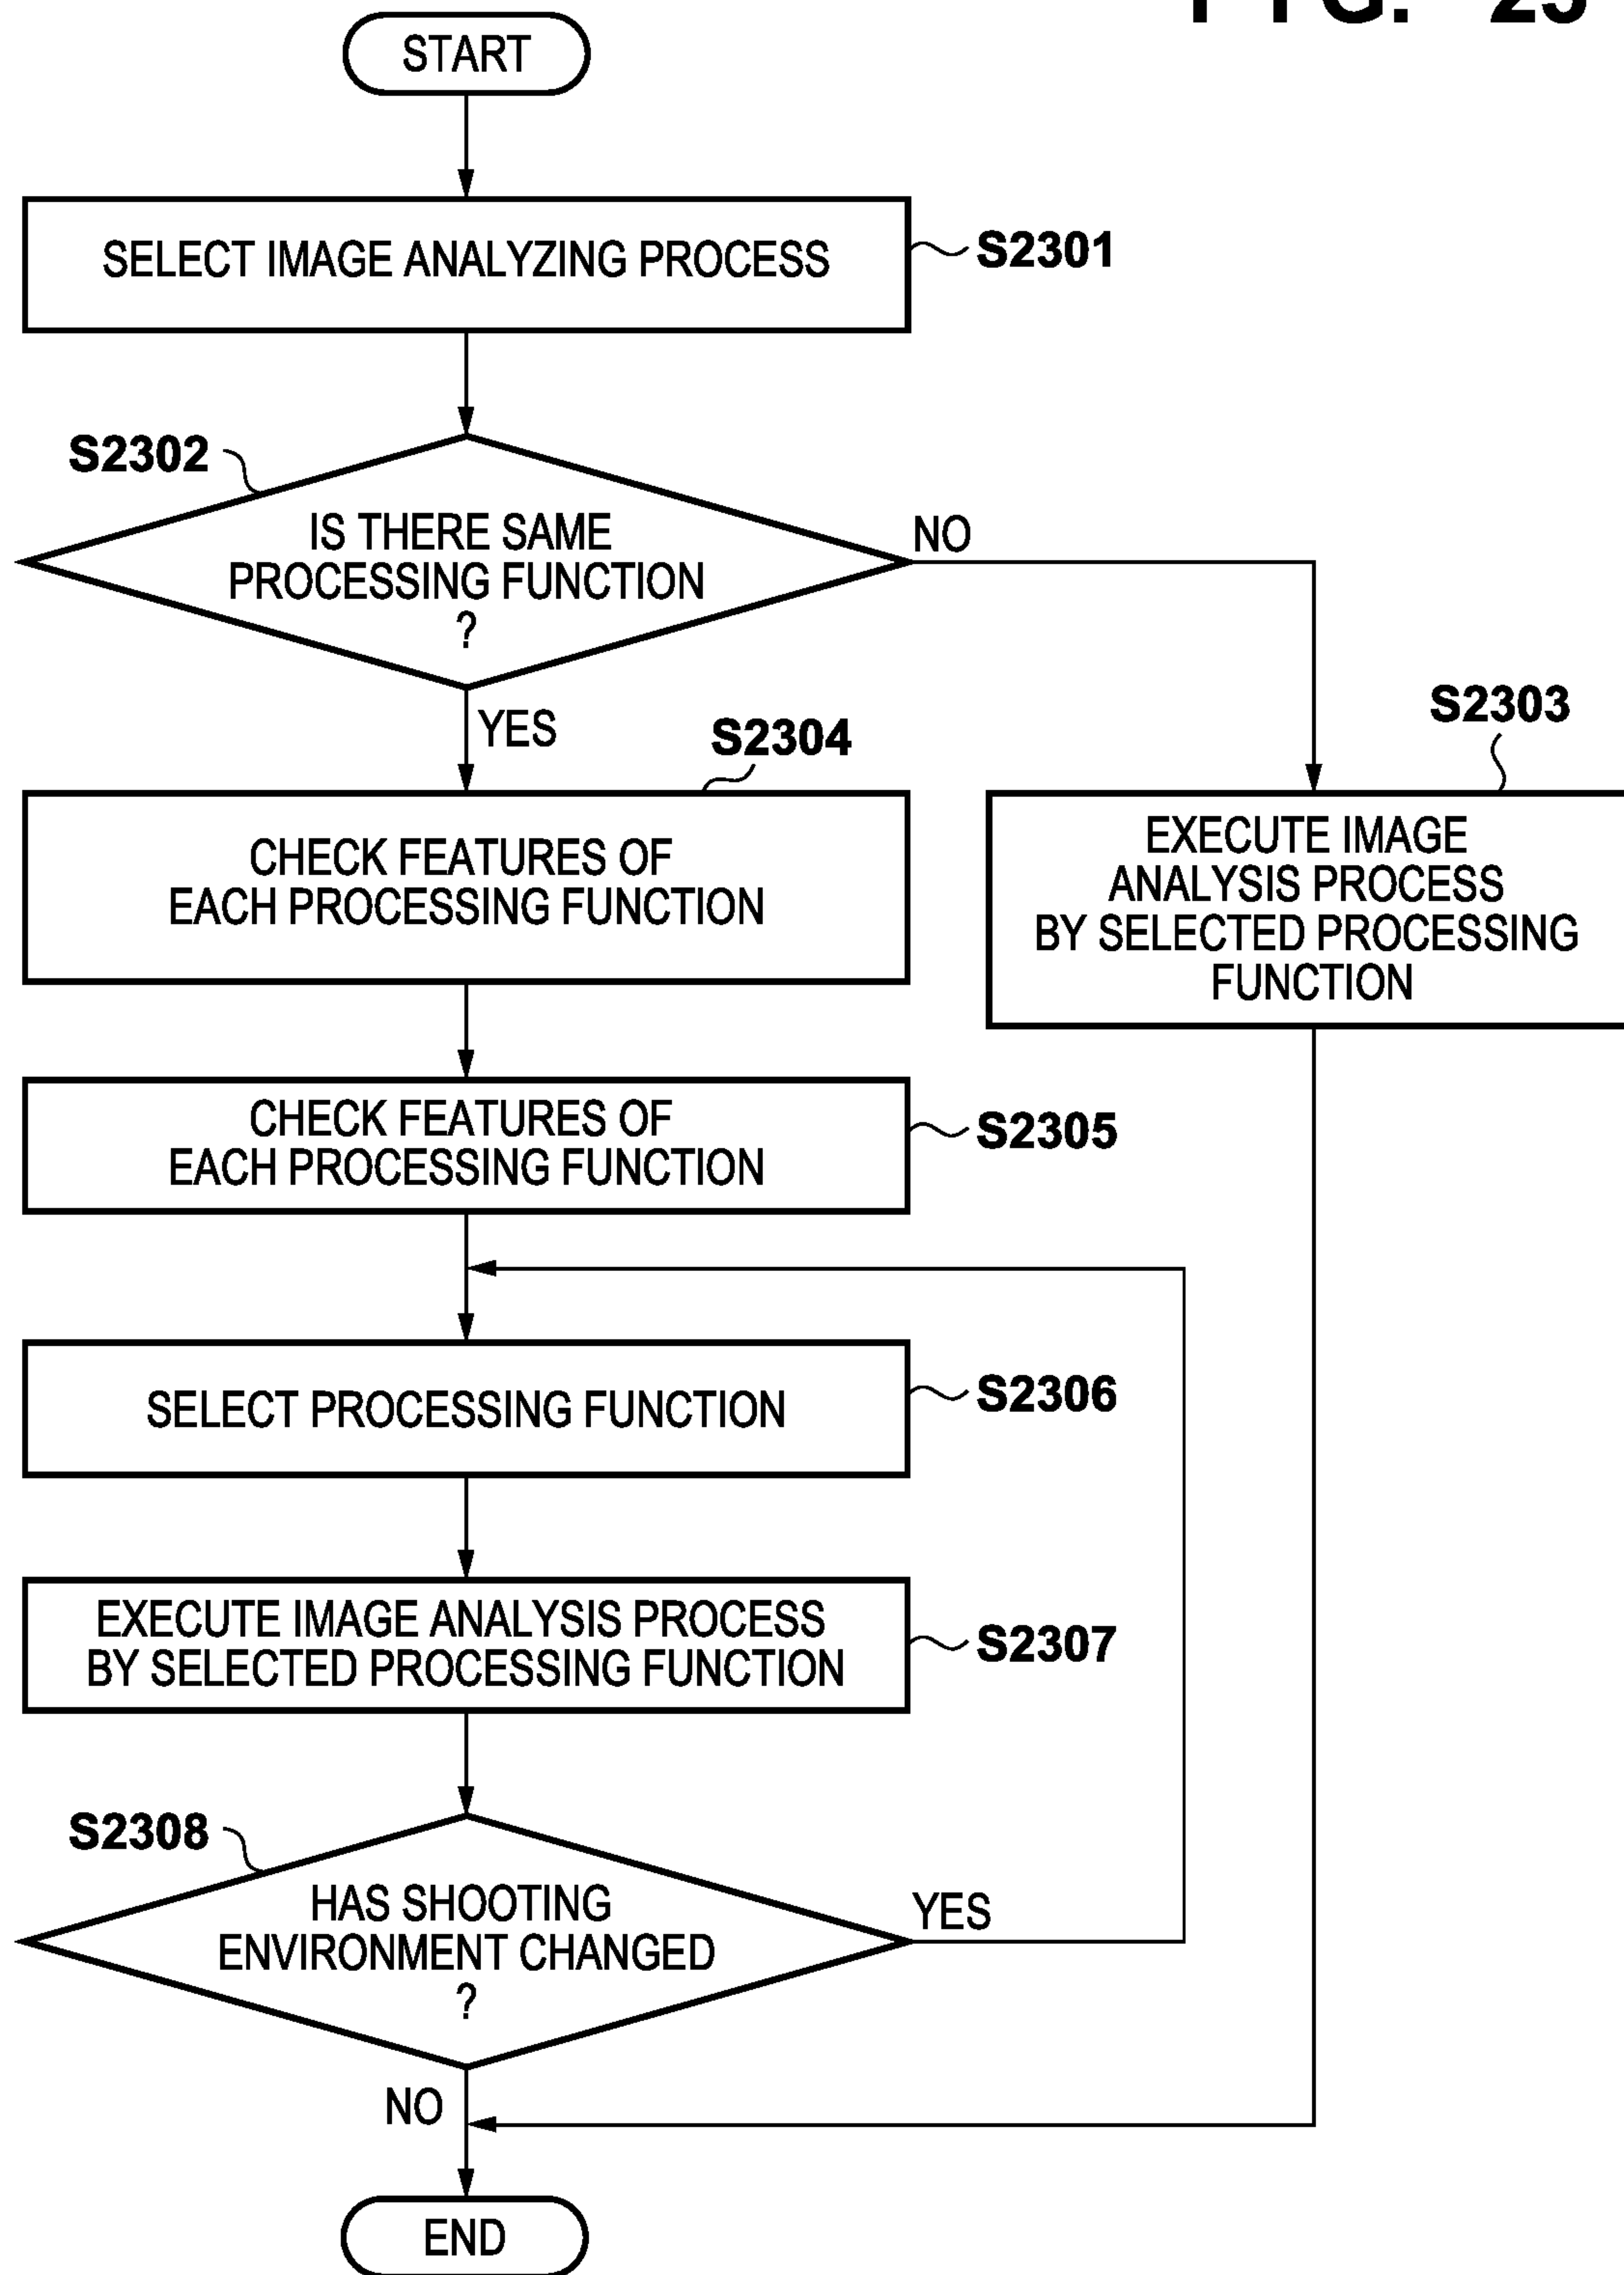 FIG. 23
START
SELECT IMAGE ANALYZING PROCESS
S2301
S2302
IS THERE SAME
PROCESSING FUNCTION
?
NO
YES
S2303
S2304
CHECK FEATURES OF
EACH PROCESSING FUNCTION
EXECUTE IMAGE
ANALYSIS PROCESS
BY SELECTED PROCESSING
FUNCTION
CHECK FEATURES OF
EACH PROCESSING FUNCTION
S2305
SELECT PROCESSING FUNCTION
S2306
EXECUTE IMAGE ANALYSIS PROCESS
BY SELECTED PROCESSING FUNCTION
S2307
S2308
HAS SHOOTING
ENVIRONMENT CHANGED
?
YES
NO
END